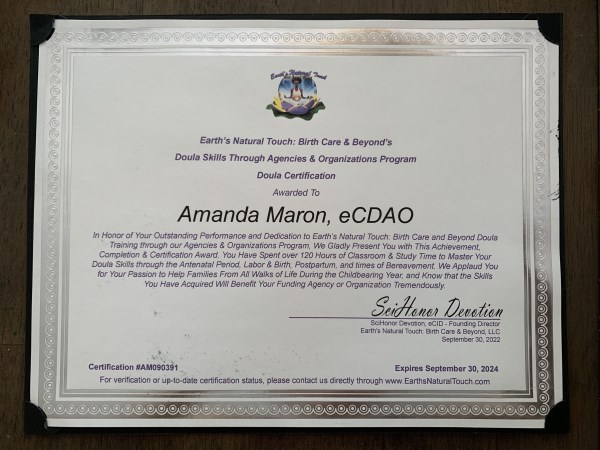 Earth's Natural Touch
Earth's Natural Touch: Birth Care & Beyond's
Doula Skills Through Agencies & Organizations Program
Doula Certification
Awarded To
Amanda Maron, eCDAO
In Honor of Your Outstanding Performance and Dedication to Earth's Natural Touch: Birth Care and Beyond Doula
Training through our Agencies & Organizations Program, We Gladly Present You with This Achievement,
Completion & Certification Award. You Have Spent over 120 Hours of Classroom & Study Time to Master Your
Doula Skills through the Antenatal Period, Labor & Birth, Postpartum, and times of Bereavement. We Applaud You
for Your Passion to Help Families From All Walks of Life During the Childbearing Year, and Know that the Skills
You Have Acquired Will Benefit Your Funding Agency or Organization Tremendously.
SciHonor Devotion
SciHonor Devotion, eCID - Founding Director
Earth's Natural Touch: Birth Care & Beyond, LLC
September 30, 2022
Certification #AM090391
Expires September 30, 2024
For verification or up-to-date certification status, please contact us directly through www.EarthsNaturalTouch.com